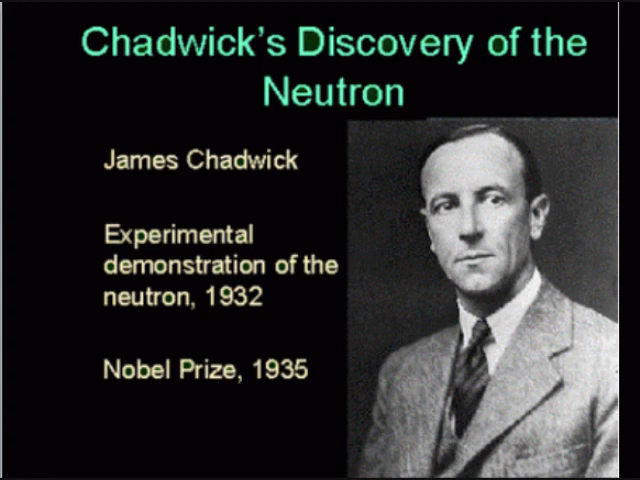 Chadwick's Discovery of the
Neutron
James Chadwick
Experimental
demonstration of the
neutron, 1932
Nobel Prize, 1935